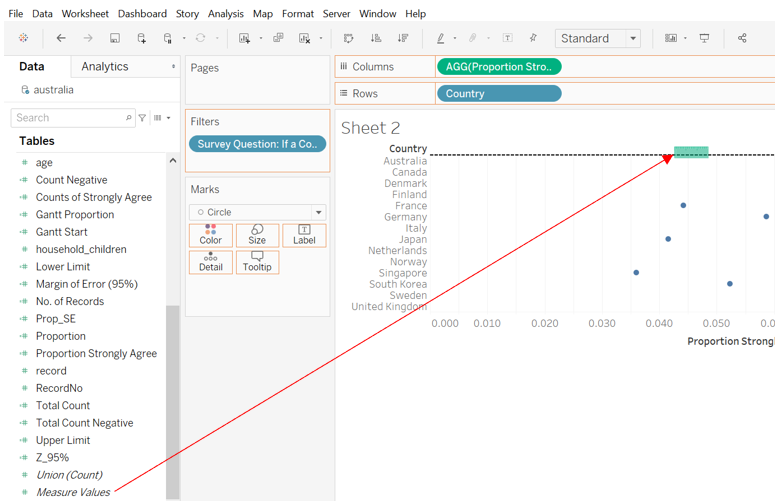 File Data Worksheet Dashboard Story Analysis Map Format Server Window Help
Standard
Data Analytics
australia
Search
Tables
age
Count Negative
Counts of Strongly Agree
Gantt Proportion
Gantt Start
household_children
Lower Limit
Margin of Error (95%)
No. of Records
Prop_SE
Proportion
Proportion Strongly Agree
record
RecordNo
Total Count
Total Count Negative
Upper Limit
Z_95%
Union (Count)
Measure Values
Pages
Filters
Survey Question: If a Co..
Marks
Circle
Color Size Label
Detail Tooltip
Columns AGG(Proportion Stro..
Rows Country
Sheet 2
Country
Australia
Canada
Denmark
Finland
France
Germany
Italy
Japan
Netherlands
Norway
Singapore
South Korea
Sweden
United Kingdom
0.000 0.010 0.020 0.030 0.040 0.050 0.0
Proportion Strongl